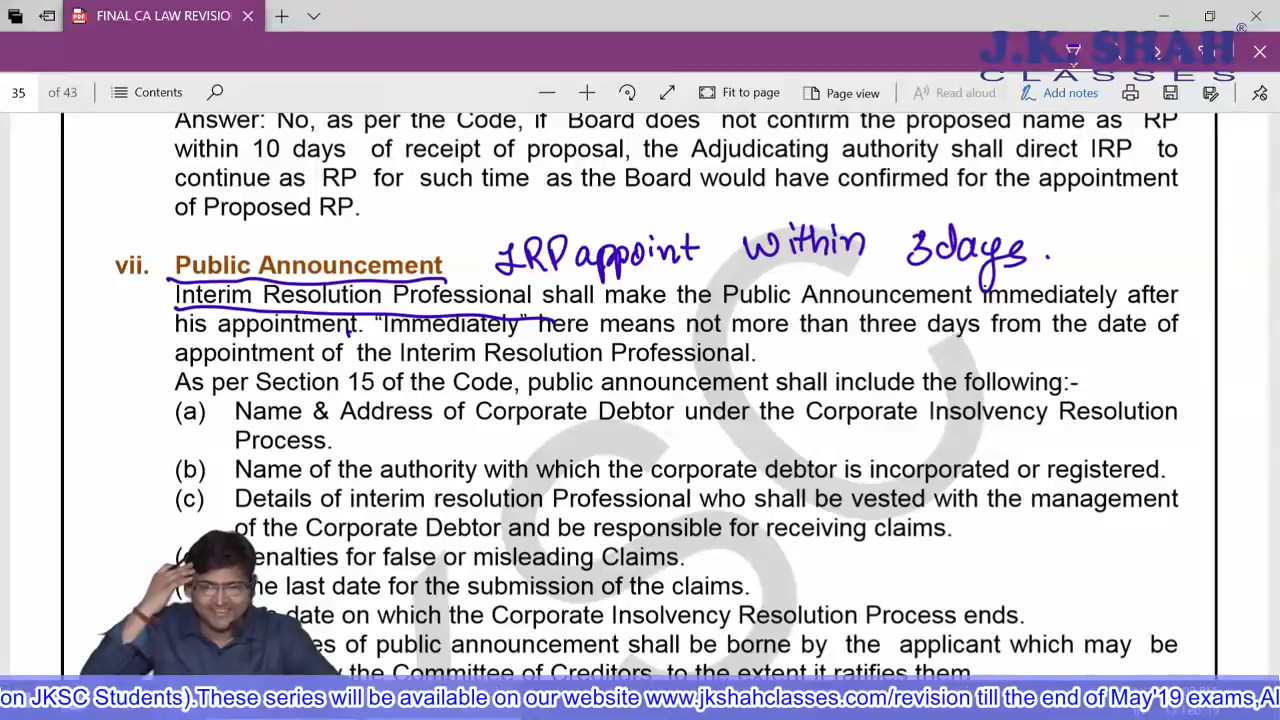 FINAL CA LAW REVISIO
J.K. SHAH ®
CLASSES
35 of 43 Contents Fit to page Page view Read aloud Add notes
Answer: No, as per the Code, if Board does not confirm the proposed name as RP
within 10 days of receipt of proposal, the Adjudicating authority shall direct IRP to
continue as RP for such time as the Board would have confirmed for the appointment
of Proposed RP.
IRP appoint within 3 days.
vii. Public Announcement
Interim Resolution Professional shall make the Public Announcement immediately after
his appointment. “Immediately” here means not more than three days from the date of
appointment of the Interim Resolution Professional.
As per Section 15 of the Code, public announcement shall include the following:-
(a) Name & Address of Corporate Debtor under the Corporate Insolvency Resolution
Process.
(b) Name of the authority with which the corporate debtor is incorporated or registered.
(c) Details of interim resolution Professional who shall be vested with the management
of the Corporate Debtor and be responsible for receiving claims.
enalties for false or misleading Claims.
he last date for the submission of the claims.
date on which the Corporate Insolvency Resolution Process ends.
es of public announcement shall be borne by the applicant which may be
the Committee of Creditors, to the extent it ratifies them
on JKSC Students).These series will be available on our website www.jkshahclasses.com/revision till the end of May'19 exams,Al